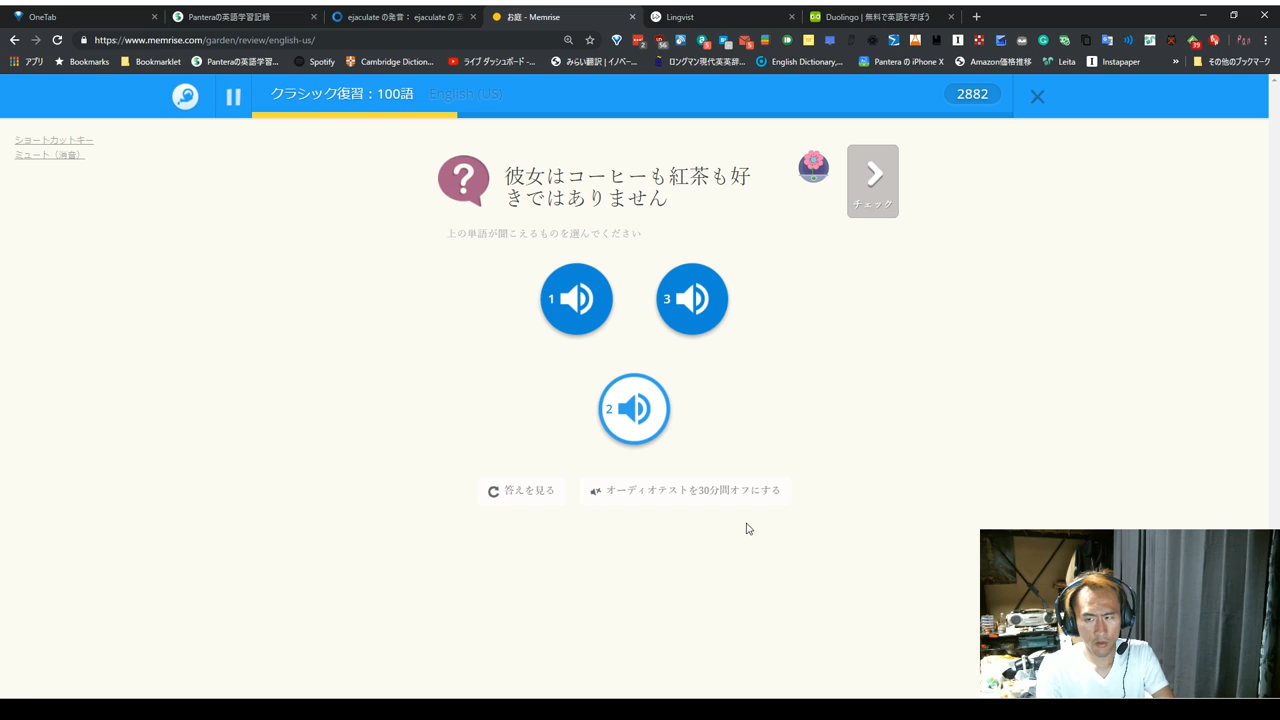 OneTab
Panteraの英語学習記録
ejaculate の発音： ejaculate の 英
お庭 - Memrise
Lingvist
Duolingo | 無料で英語を学ぼう
https://www.memrise.com/garden/review/english-us/
アプリ
Bookmarks
Bookmarklet
Panteraの英語学習...
Spotify
Cambridge Diction...
ライブ ダッシュボード -...
みらい翻訳 | イノベー...
ロングマン現代英英辞...
English Dictionary,...
Pantera の iPhone X
Amazon価格推移
Leita
Instapaper
その他のブックマーク
クラシック復習：100語 English (US)
2882
ショートカットキー
ミュート（消音）
彼女はコーヒーも紅茶も好
きではありません
チェック
上の単語が聞こえるものを選んでください
1
3
2
答えを見る
オーディオテストを30分間オフにする